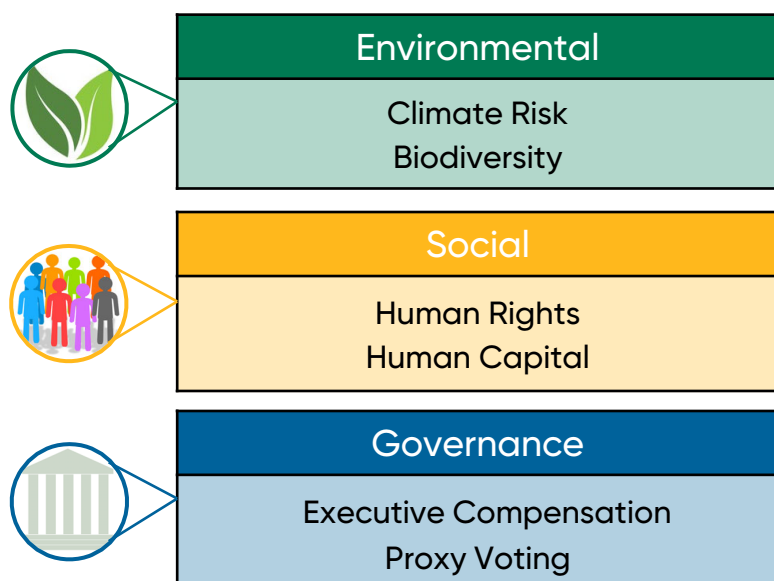 Environmental
Climate Risk
Biodiversity
Social
Human Rights
Human Capital
Governance
Executive Compensation
Proxy Voting